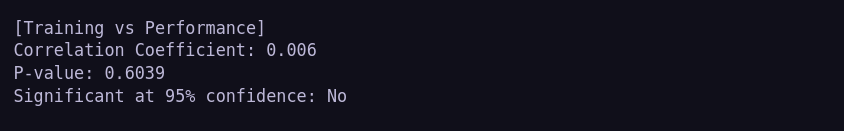 [Training vs Performance]
Correlation Coefficient: 0.006
P-value: 0.6039
Significant at 95% confidence: No